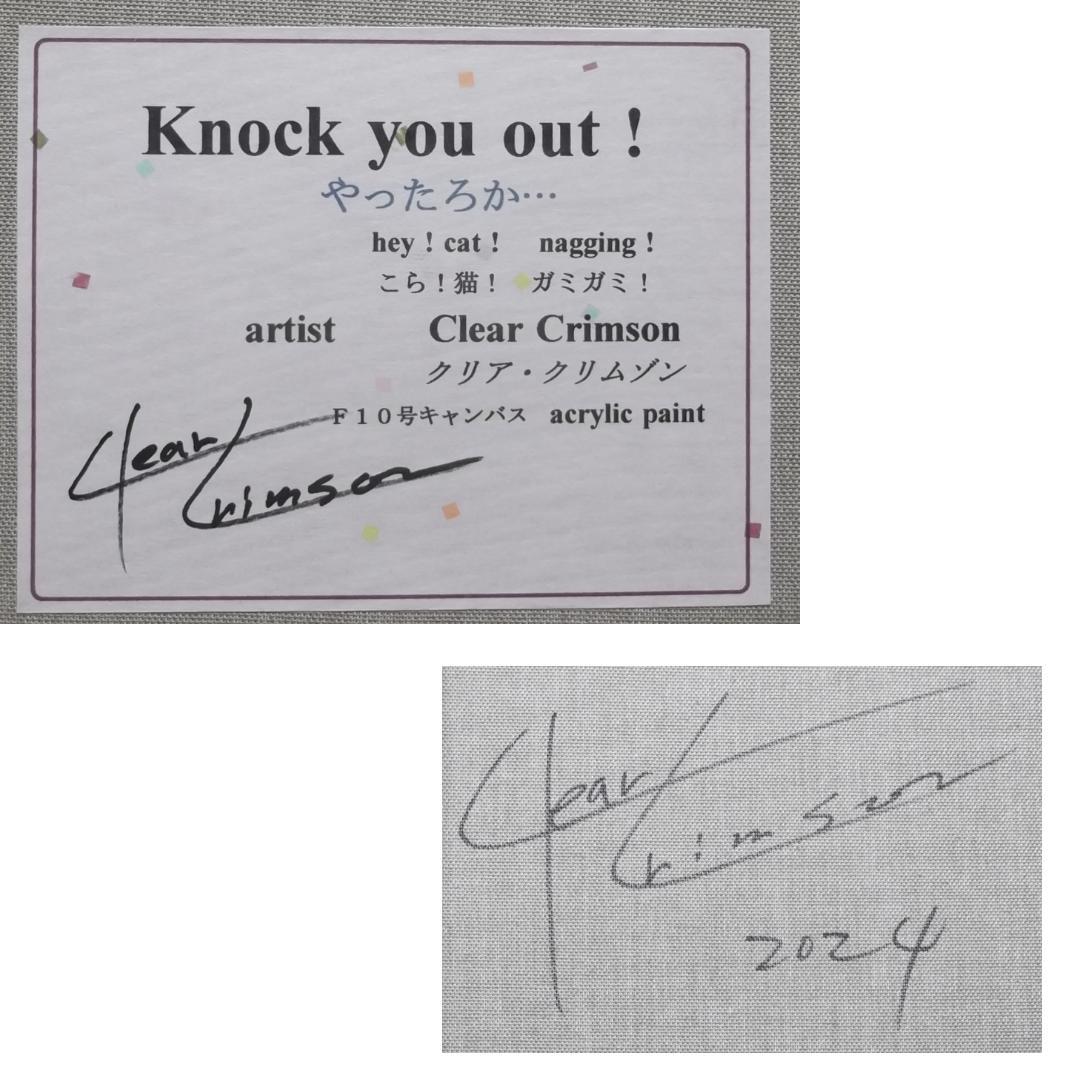 Knock you out !
やったろか…
hey ! cat !　nagging !
こら！猫！　ガミガミ！
artist　Clear Crimson
クリア・クリムゾン
Ｆ１０号キャンバス　acrylic paint
Clear
Crimson
Clear
Crimson
2024